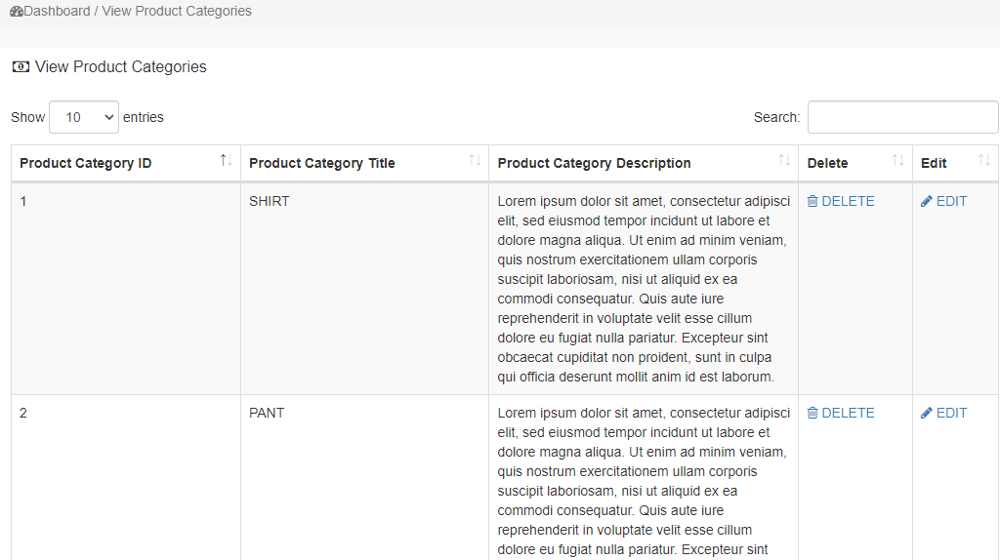 Dashboard / View Product Categories
View Product Categories
Show 10 entries Search:
Product Category ID Product Category Title Product Category Description Delete Edit
1 SHIRT Lorem ipsum dolor sit amet, consectetur adipisci DELETE EDIT
elit, sed eiusmod tempor incidunt ut labore et
dolore magna aliqua. Ut enim ad minim veniam,
quis nostrum exercitationem ullam corporis
suscipit laboriosam, nisi ut aliquid ex ea
commodi consequatur. Quis aute iure
reprehenderit in voluptate velit esse cillum
dolore eu fugiat nulla pariatur. Excepteur sint
obcaecat cupiditat non proident, sunt in culpa
qui officia deserunt mollit anim id est laborum.
2 PANT Lorem ipsum dolor sit amet, consectetur adipisci DELETE EDIT
elit, sed eiusmod tempor incidunt ut labore et
dolore magna aliqua. Ut enim ad minim veniam,
quis nostrum exercitationem ullam corporis
suscipit laboriosam, nisi ut aliquid ex ea
commodi consequatur. Quis aute iure
reprehenderit in voluptate velit esse cillum
dolore eu fugiat nulla pariatur. Excepteur sint